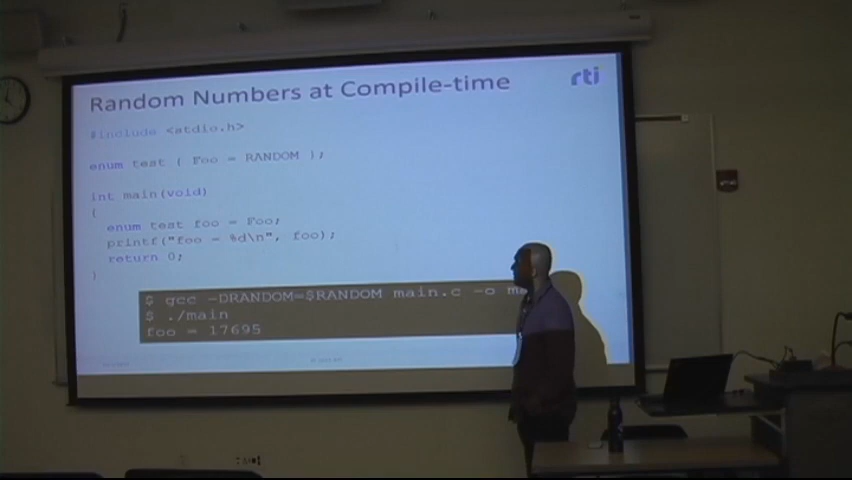 Random Numbers at Compile-time
rti
#include <stdio.h>
enum test { Foo = RANDOM };
int main(void)
{
enum test foo = Foo;
printf("foo = %d\n", foo);
return 0;
}
$ gcc -DRANDOM=$RANDOM main.c -o ma
$ ./main
foo = 17695